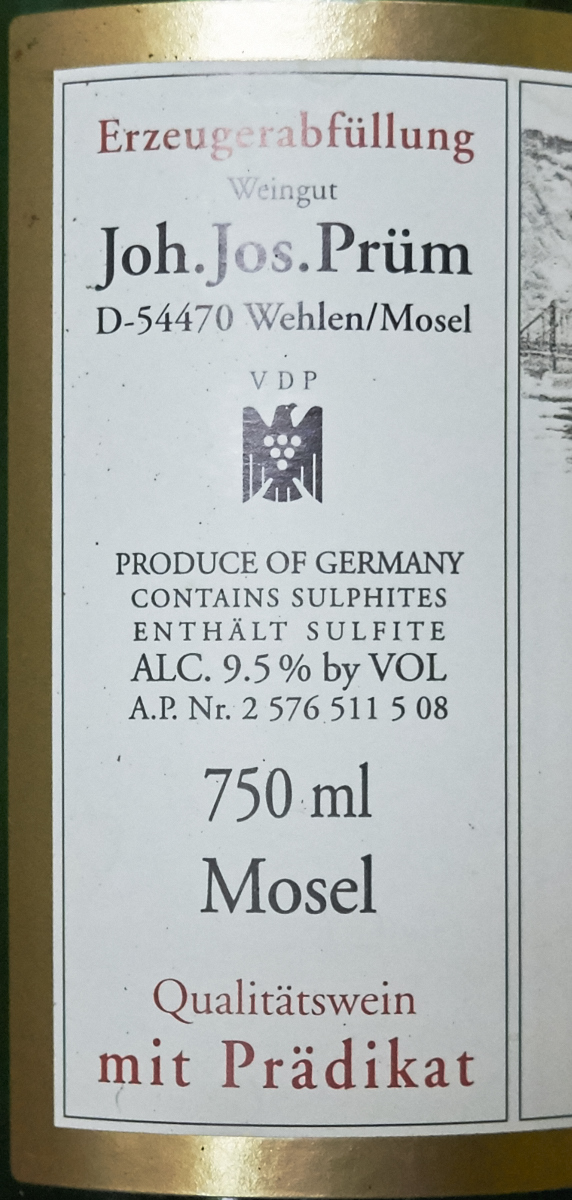 Erzeugerabfüllung
Weingut
Joh.Jos.Prüm
D-54470 Wehlen/Mosel
VDP
PRODUCE OF GERMANY
CONTAINS SULPHITES
ENTHÄLT SULFITE
ALC. 9.5 % by VOL
A.P. Nr. 2 576 511 5 08
750 ml
Mosel
Qualitätswein
mit Prädikat